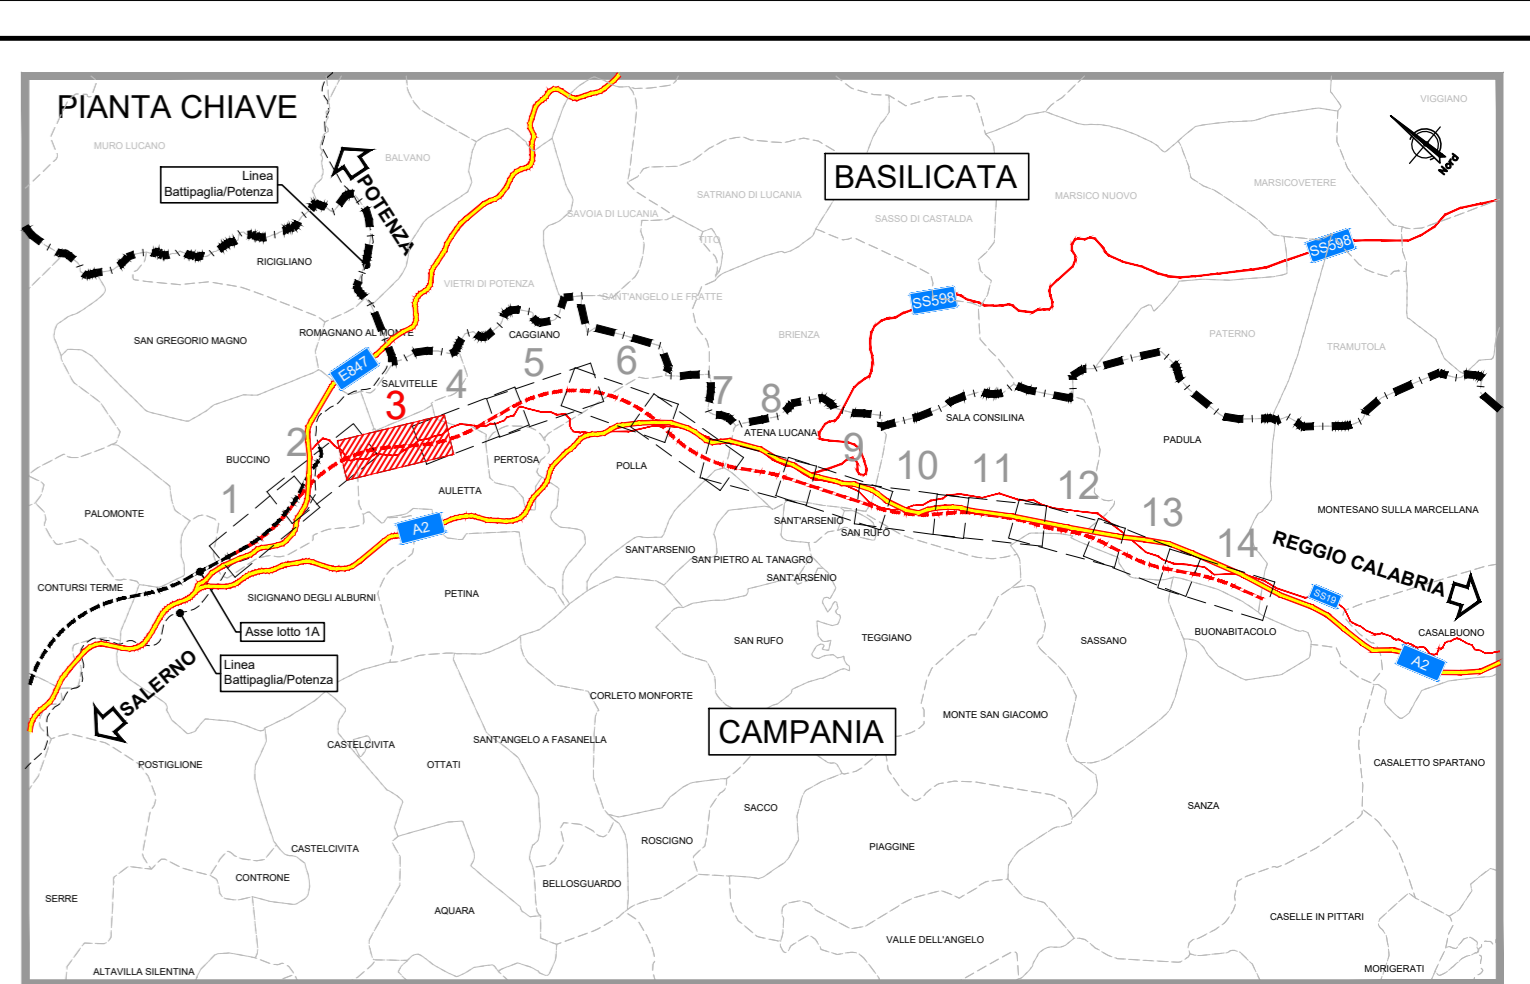 PIANTA CHIAVE
VIGGIANO
MURO LUCANO
BALVANO
Nord
Linea
Battipaglia/Potenza
POTENZA
BASILICATA
SATRIANO DI LUCANIA
MARSICO NUOVO
MARSICOVETERE
SAVOIA DI LUCANIA
SASSO DI CASTALDA
TITO
SS598
RICIGLIANO
VIETRI DI POTENZA
SANT'ANGELO LE FRATTE
SS598
SAN GREGORIO MAGNO
ROMAGNANO AL MONTE
CAGGIANO
BRIENZA
PATERNO
TRAMUTOLA
E847
SALVITELLE
3
4
5
6
7
8
ATENA LUCANA
SALA CONSILINA
PADULA
2
BUCCINO
PERTOSA
POLLA
9
10
11
12
13
14
1
AULETTA
PALOMONTE
A2
SANT'ARSENIO
SAN RUFO
MONTESANO SULLA MARCELLANA
REGGIO CALABRIA
SANT'ARSENIO
SAN PIETRO AL TANAGRO
SANT'ARSENIO
CONTURSI TERME
SICIGNANO DEGLI ALBURNI
PETINA
SS19
Asse lotto 1A
SAN RUFO
TEGGIANO
SASSANO
BUONABITACOLO
CASALBUONO
A2
Linea
Battipaglia/Potenza
SALERNO
CORLETO MONFORTE
MONTE SAN GIACOMO
CAMPANIA
CASTELCIVITA
SANT'ANGELO A FASANELLA
POSTIGLIONE
OTTATI
CASALETTO SPARTANO
SACCO
SANZA
ROSCIGNO
PIAGGINE
CASTELCIVITA
CONTRONE
BELLOSGUARDO
SERRE
AQUARA
CASELLE IN PITTARI
VALLE DELL'ANGELO
ALTAVILLA SILENTINA
MORIGERATI